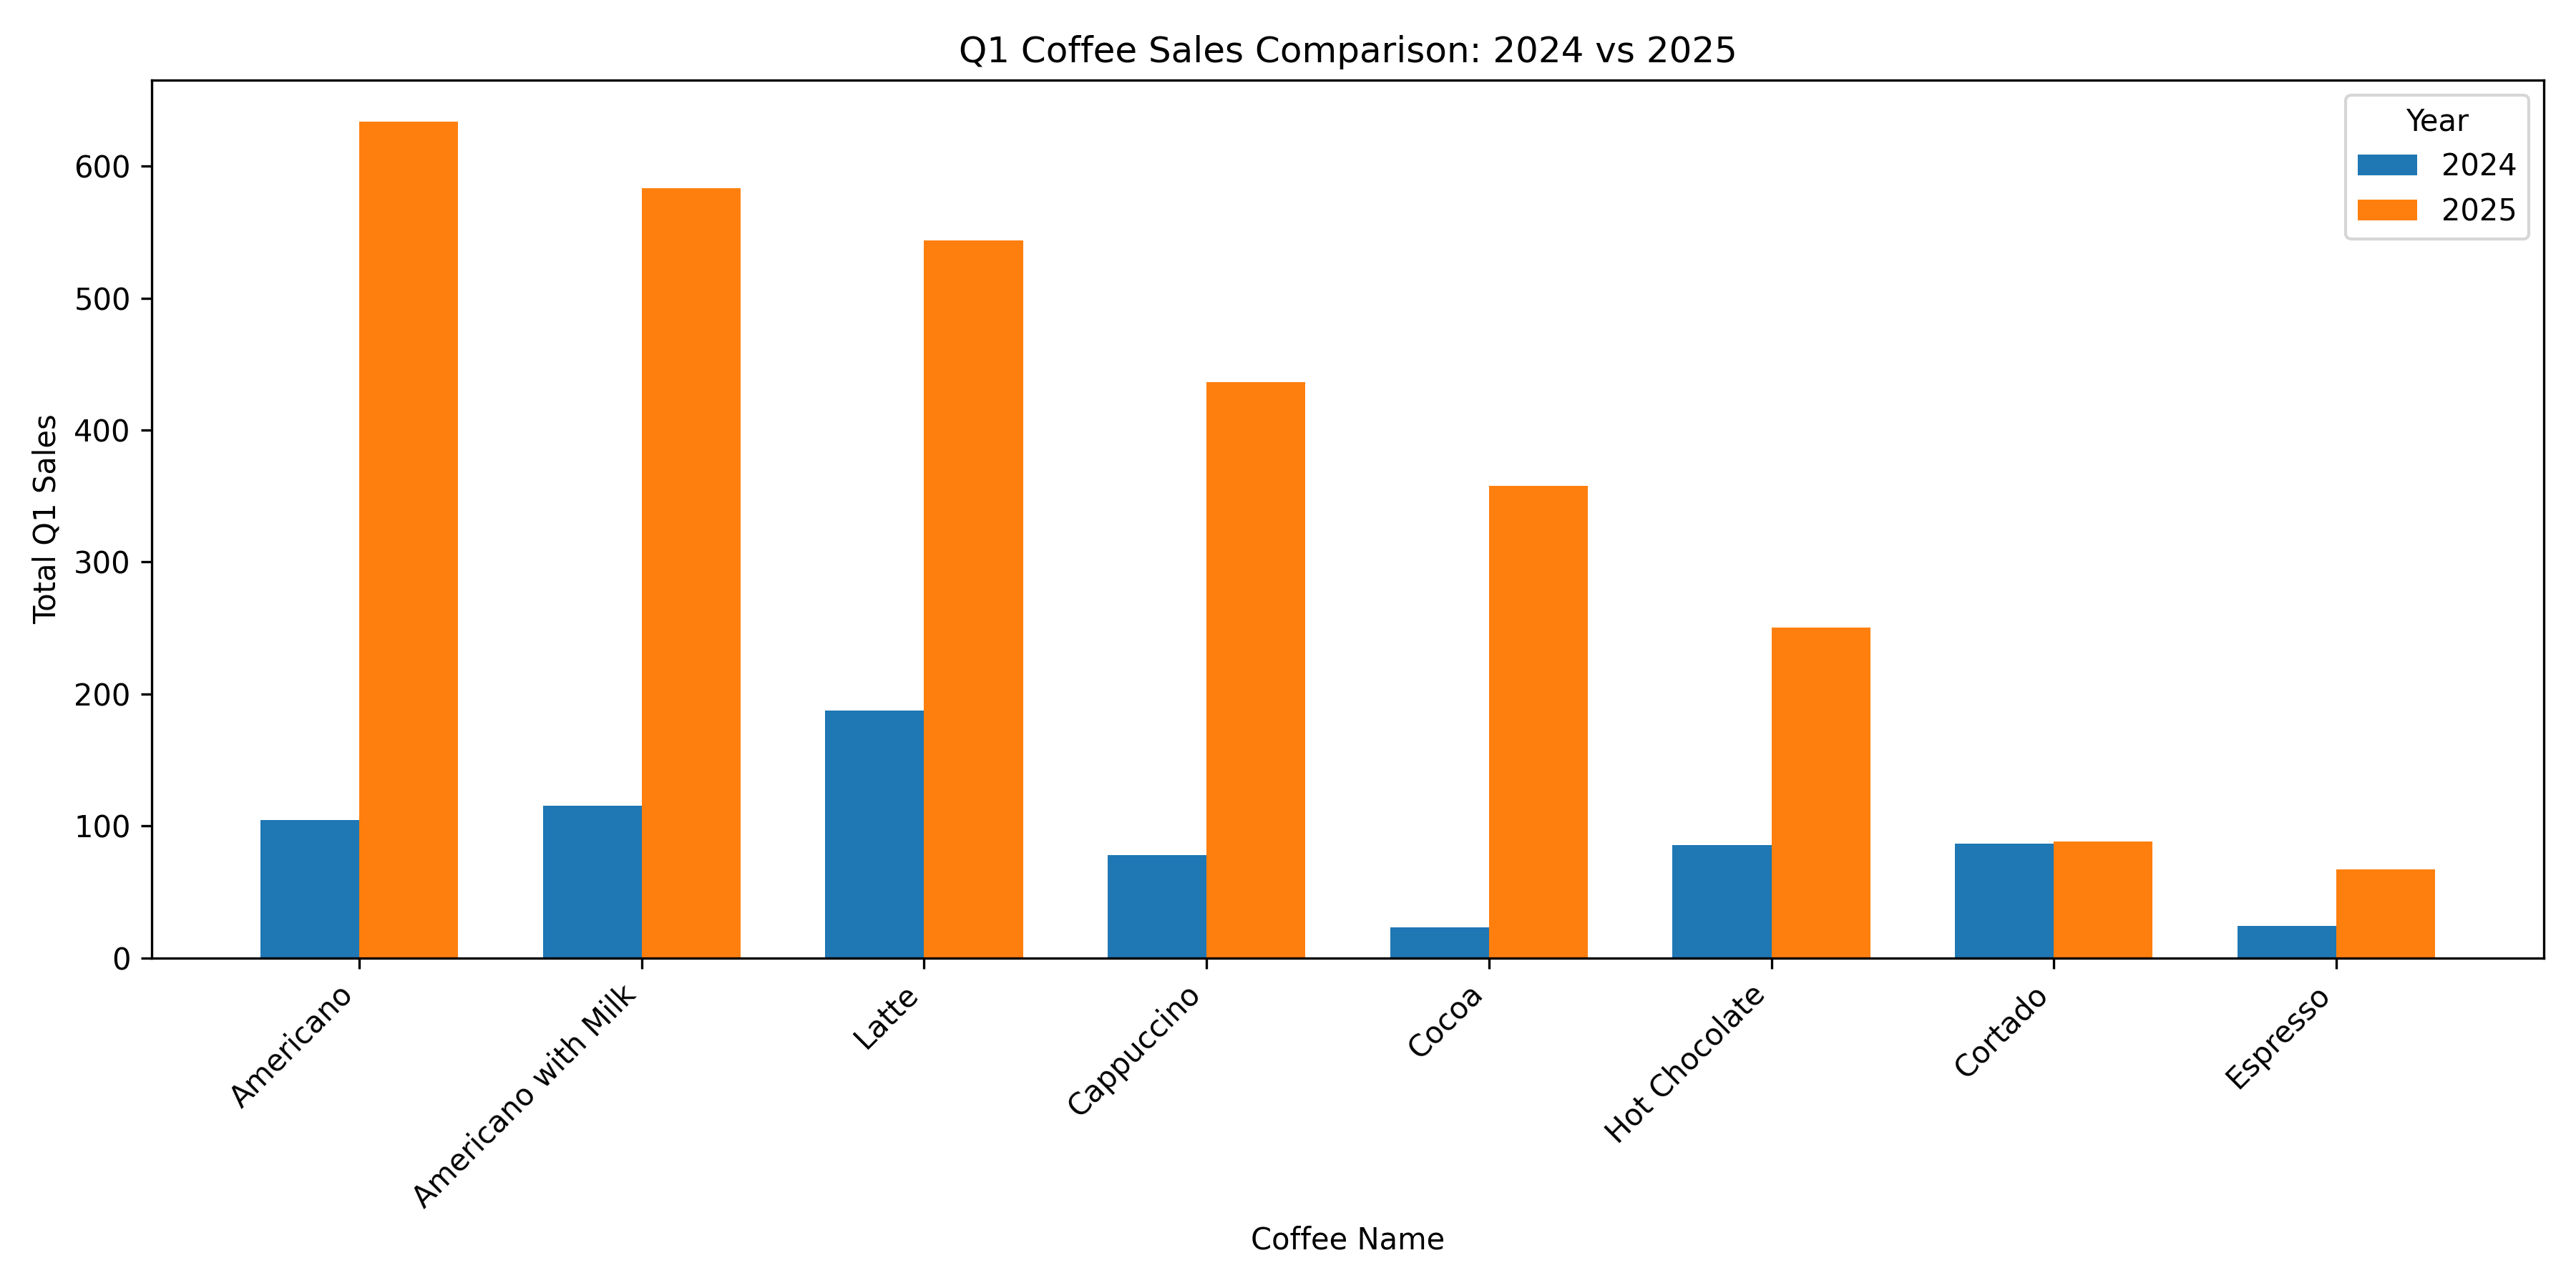 Q1 Coffee Sales Comparison: 2024 vs 2025
Year
2024
2025
Total Q1 Sales
600
500
400
300
200
100
0
Americano
Americano with Milk
Latte
Cappuccino
Cocoa
Hot Chocolate
Cortado
Espresso
Coffee Name